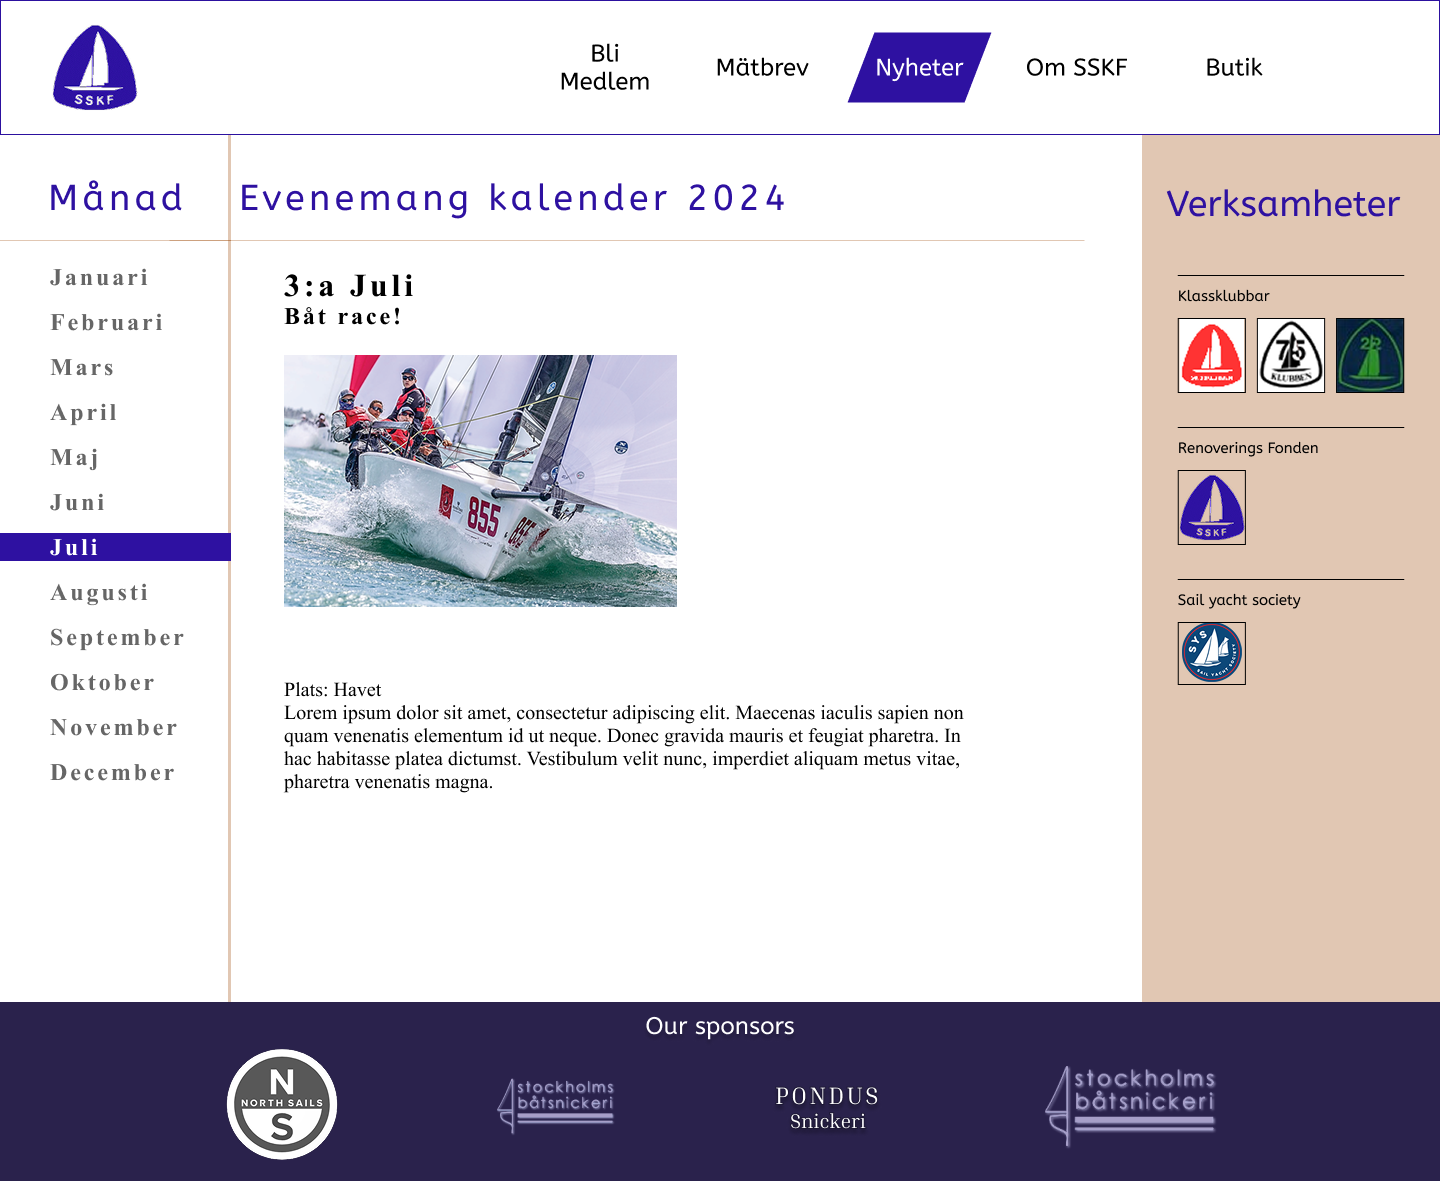 SSKF
Bli
Medlem
Mätbrev
Nyheter
Om SSKF
Butik
Månad
Januari
Februari
Mars
April
Maj
Juni
Juli
Augusti
September
Oktober
November
December
Evenemang kalender 2024
3:a Juli
Båt race!
855
855
Plats: Havet
Lorem ipsum dolor sit amet, consectetur adipiscing elit. Maecenas iaculis sapien non
quam venenatis elementum id ut neque. Donec gravida mauris et feugiat pharetra. In
hac habitasse platea dictumst. Vestibulum velit nunc, imperdiet aliquam metus vitae,
pharetra venenatis magna.
Verksamheter
Klassklubbar
75
KLUBBEN
22
Renoverings Fonden
SSKF
Sail yacht society
SYS
SAIL YACHT SOCIETY
Our sponsors
N
NORTH SAILS
S
stockholms
båtsnickeri
PONDUS
Snickeri
stockholms
båtsnickeri